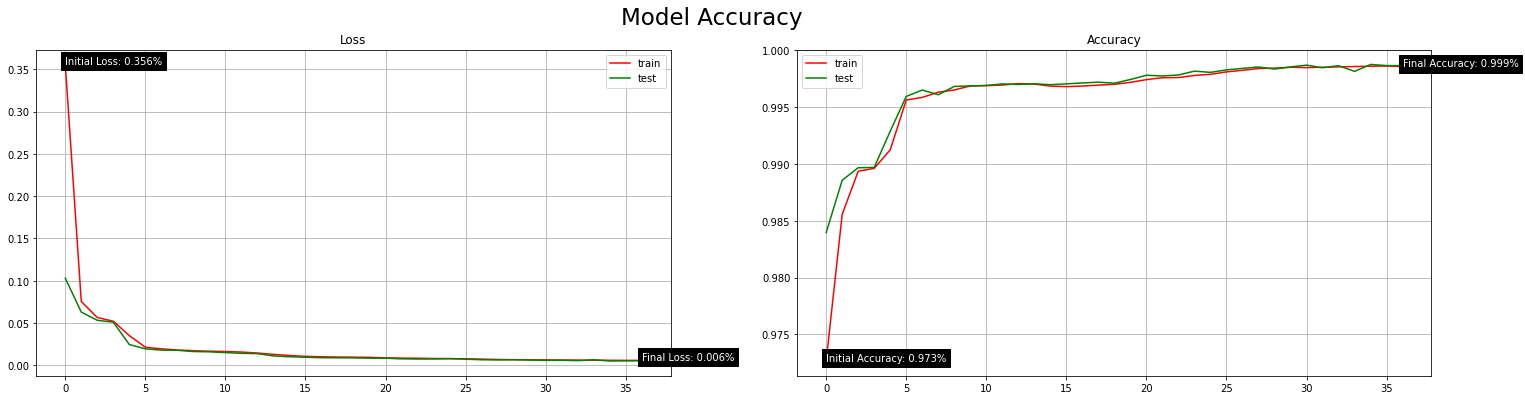 Model Accuracy
Loss
Initial Loss: 0.356%
train
test
0.35
0.30
0.25
0.20
0.15
0.10
0.05
0.00
Final Loss: 0.006%
0
5
10
15
20
25
30
35
Accuracy
train
test
Final Accuracy: 0.999%
1.000
0.995
0.990
0.985
0.980
0.975
Initial Accuracy: 0.973%
0
5
10
15
20
25
30
35